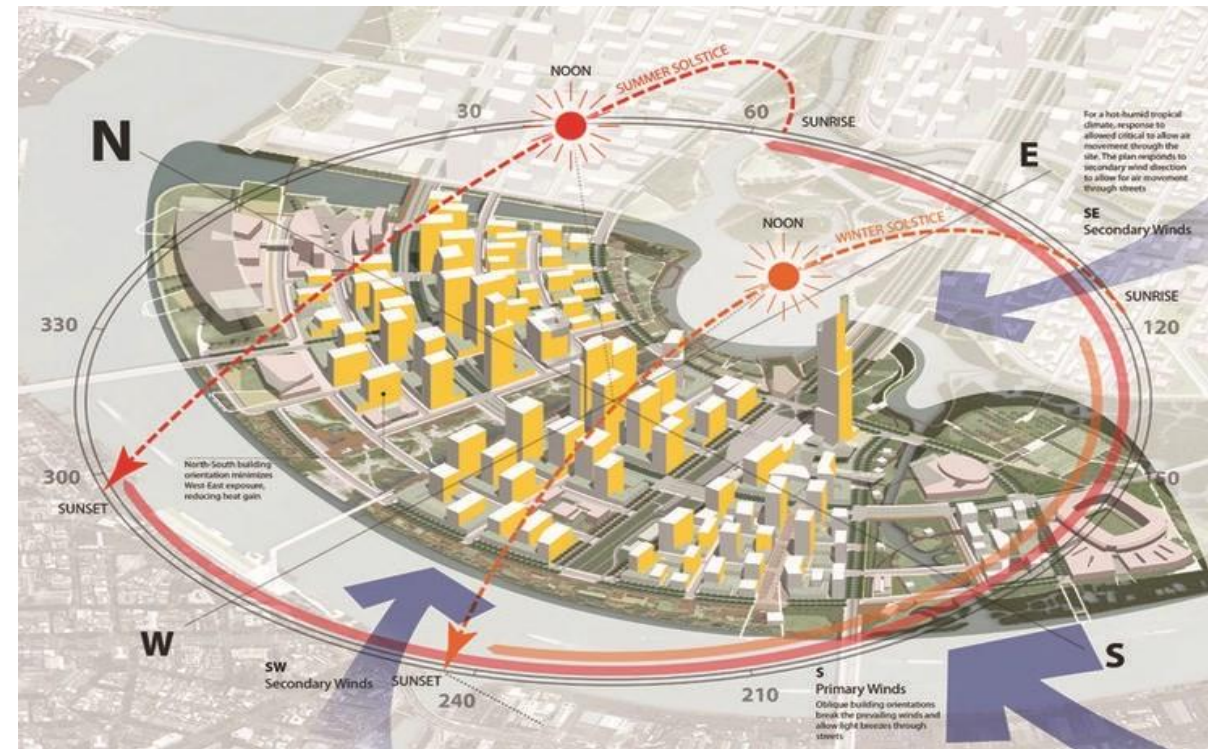 NOON
SUMMER SOLSTICE
30
60
SUNRISE
N
E
For a hot-humid tropical
climate, response to
allowed critical to allow air
movement through the
site. The plan responds to
secondary wind direction
to allow for air movement
through streets
NOON
WINTER SOLSTICE
SE
Secondary Winds
SUNRISE
120
330
300
SUNSET
North-South building
orientation minimizes
West-East exposure,
reducing heat gain
50
W
S
SW
Secondary Winds
SUNSET
240
210
S
Primary Winds
Oblique building orientations
break the prevailing winds and
allow light breezes through
streets